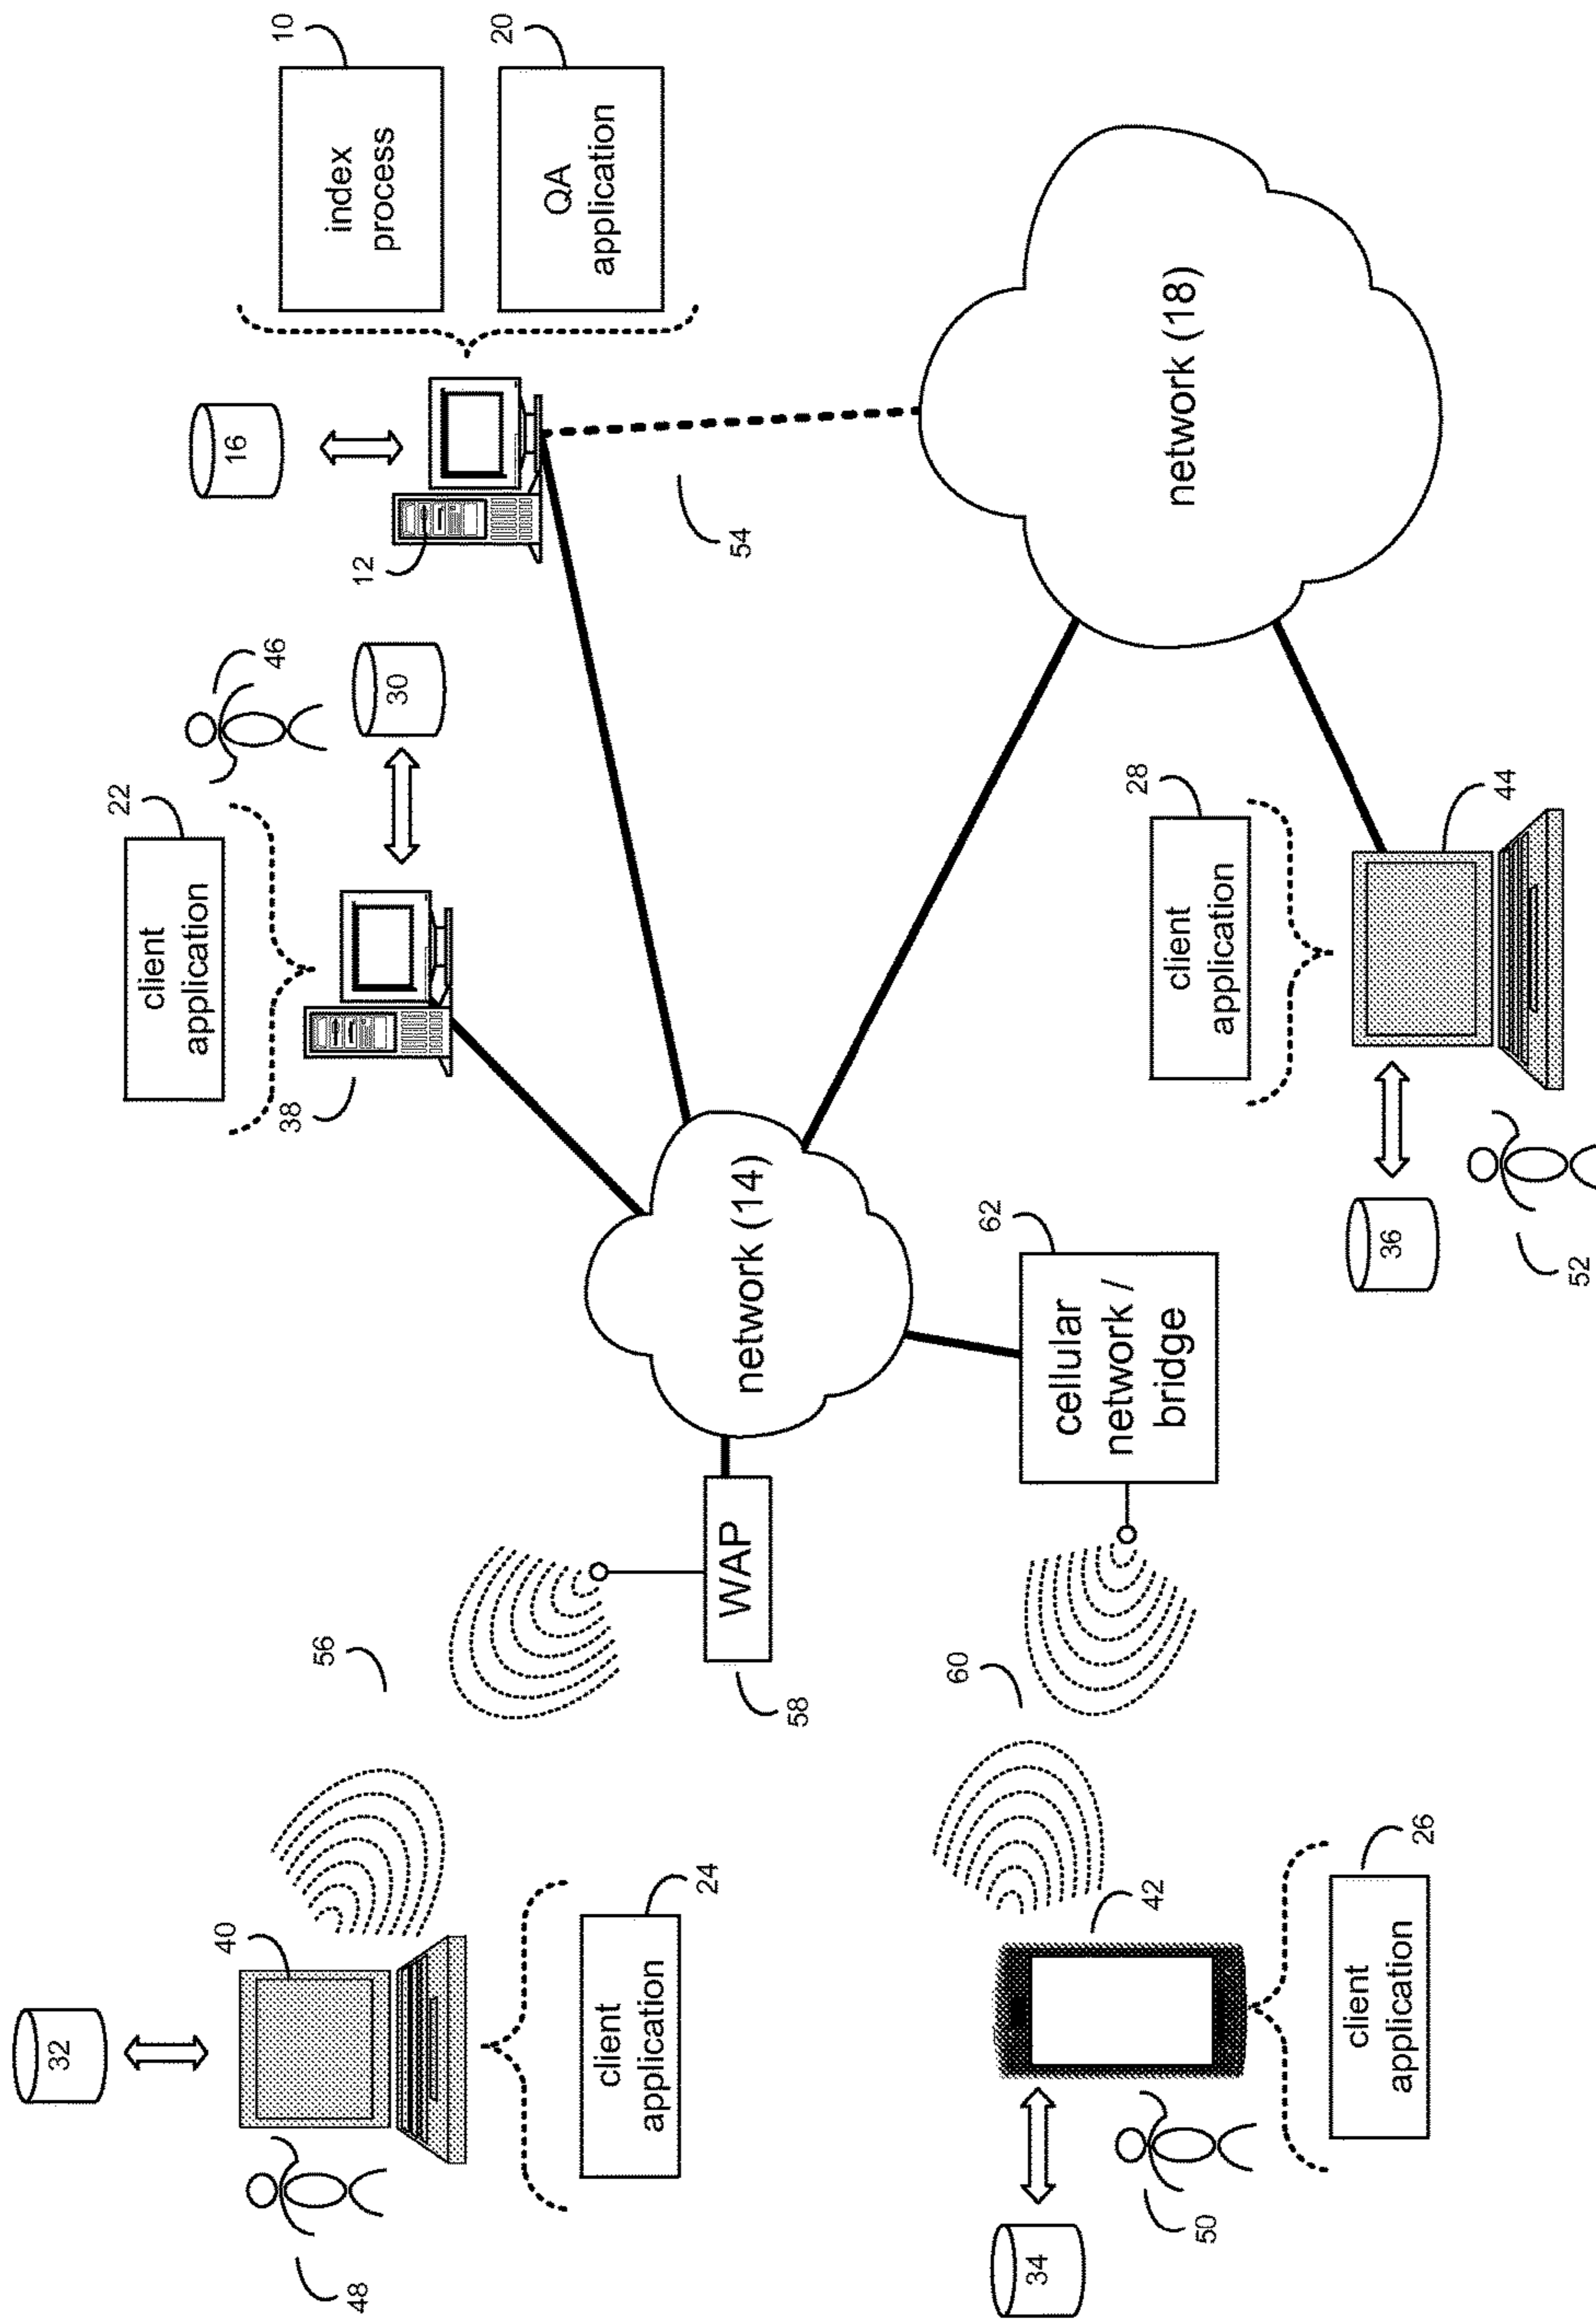 32
40
48
client
application
24
56
22
client
application
38
46
30
16
12
10
index
process
20
QA
application
54
WAP
58
network (14)
network (18)
60
62
cellular
network /
bridge
34
42
50
client
application
26
28
client
application
44
36
52